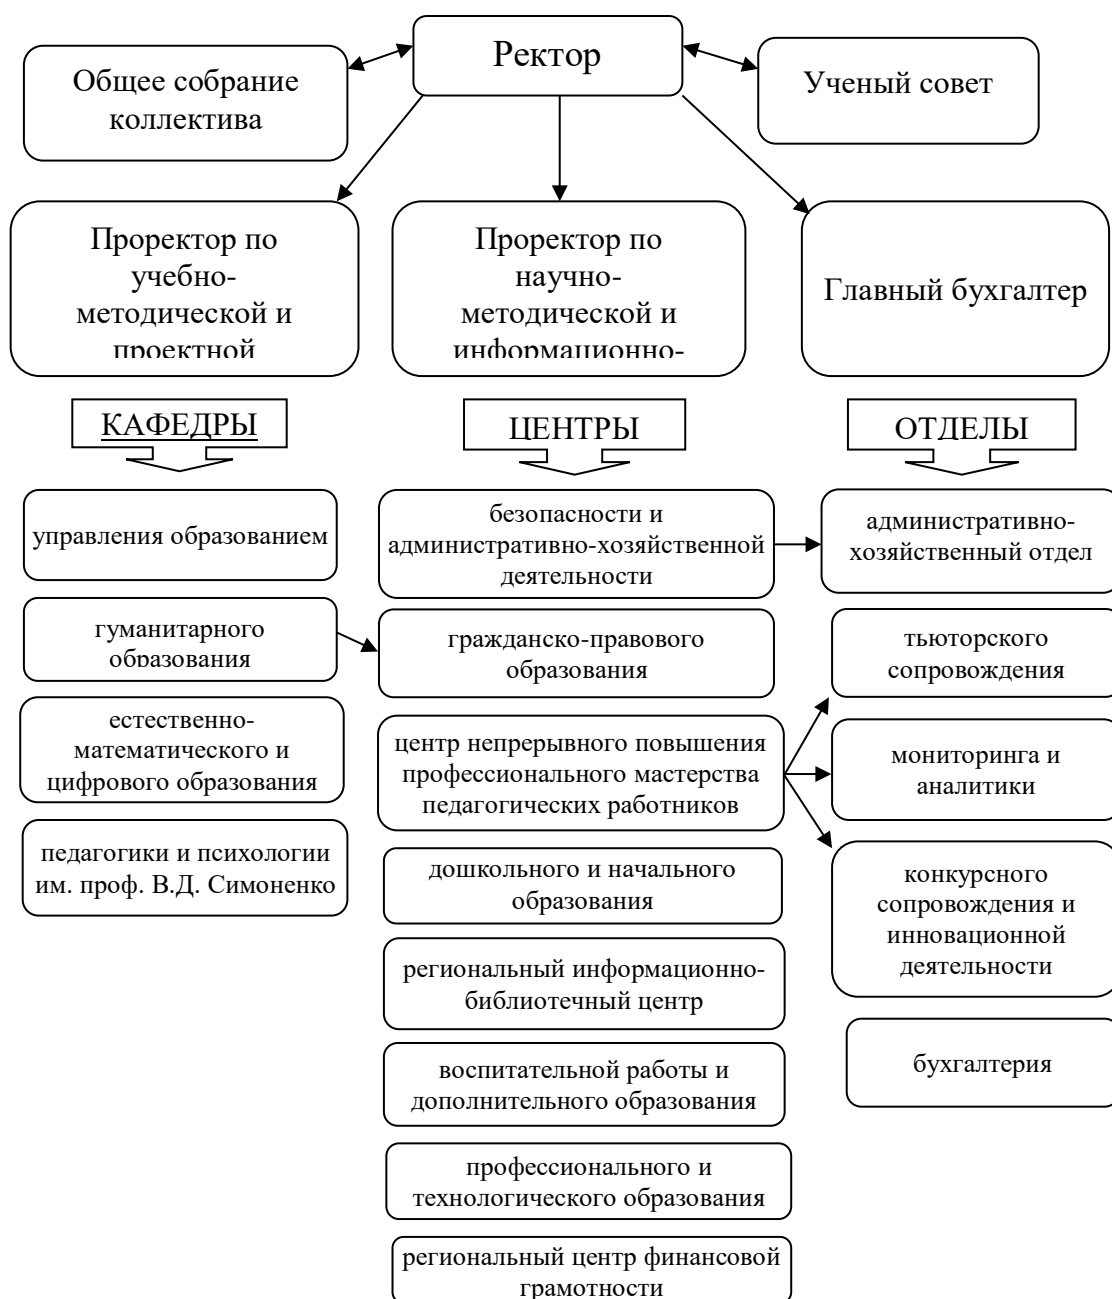 Ректор
Общее собрание
коллектива
Ученый совет
Проректор по
учебно-
методической и
проектной
Проректор по
научно-
методической и
информационно-
Главный бухгалтер
КАФЕДРЫ
ЦЕНТРЫ
ОТДЕЛЫ
управления образованием
гуманитарного
образования
естественно-
математического и
цифрового образования
педагогики и психологии
им. проф. В.Д. Симоненко
безопасности и
административно-хозяйственной
деятельности
гражданско-правового
образования
центр непрерывного повышения
профессионального мастерства
педагогических работников
дошкольного и начального
образования
региональный информационно-
библиотечный центр
воспитательной работы и
дополнительного образования
профессионального и
технологического образования
региональный центр финансовой
грамотности
административно-
хозяйственный отдел
тьюторского
сопровождения
мониторинга и
аналитики
конкурсного
сопровождения и
инновационной
деятельности
бухгалтерия